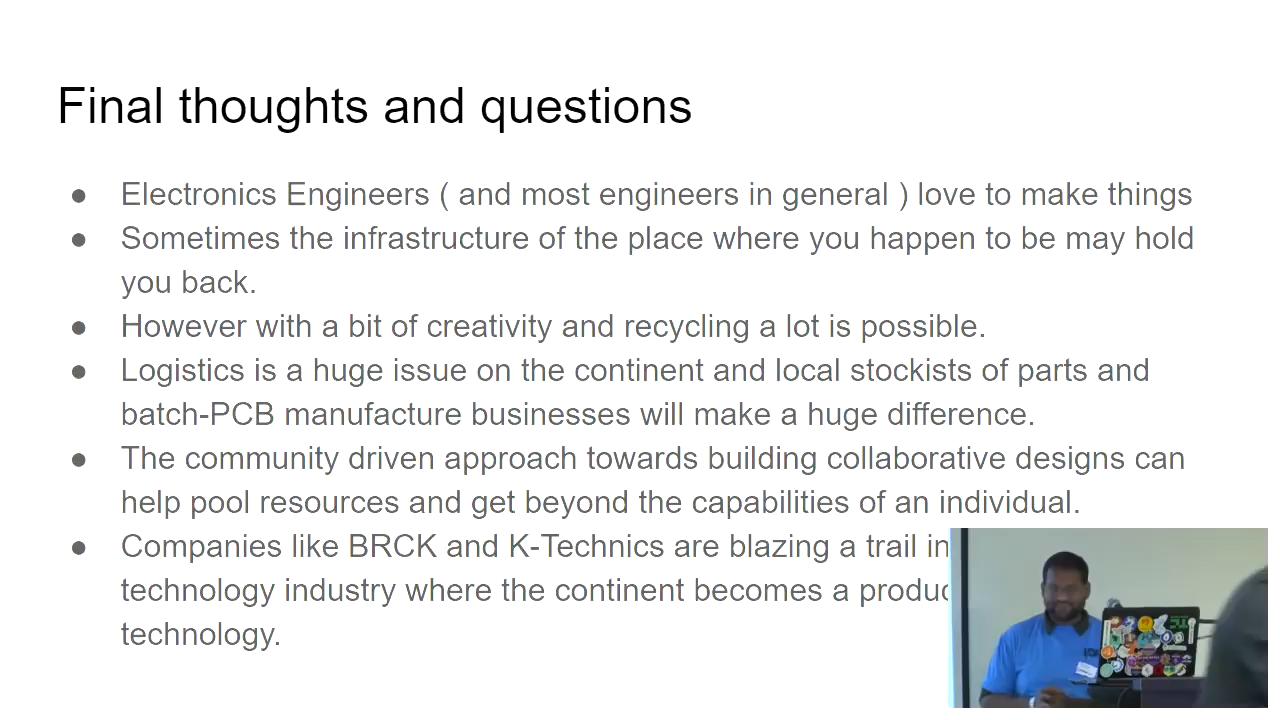 Final thoughts and questions
● Electronics Engineers ( and most engineers in general ) love to make things
● Sometimes the infrastructure of the place where you happen to be may hold
you back.
● However with a bit of creativity and recycling a lot is possible.
● Logistics is a huge issue on the continent and local stockists of parts and
batch-PCB manufacture businesses will make a huge difference.
● The community driven approach towards building collaborative designs can
help pool resources and get beyond the capabilities of an individual.
● Companies like BRCK and K-Technics are blazing a trail in
technology industry where the continent becomes a
technology.